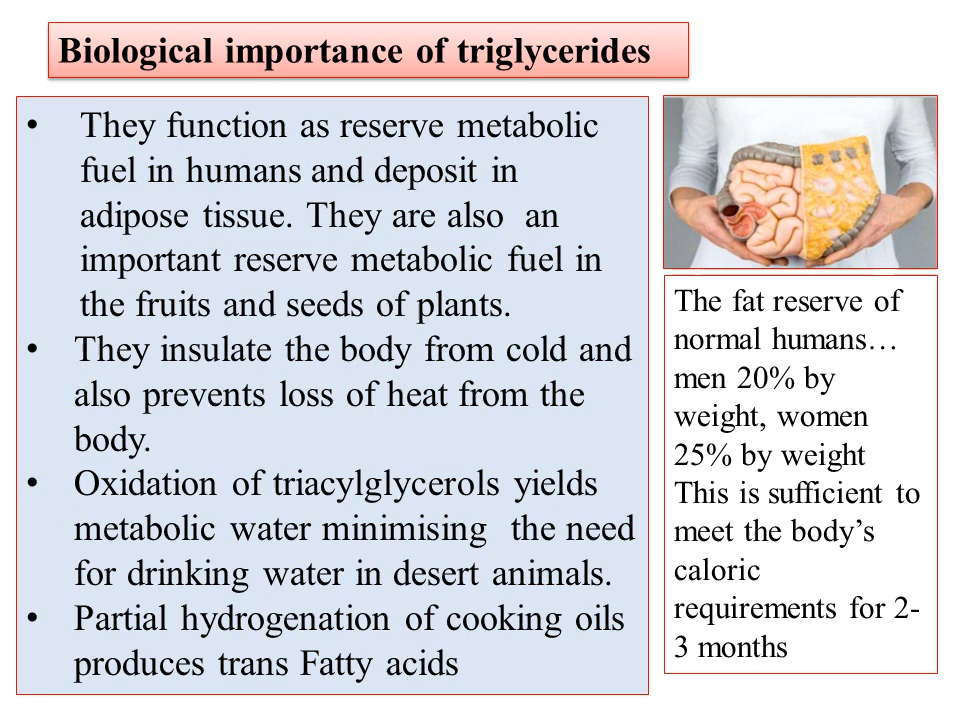 Biological importance of triglycerides
• They function as reserve metabolic
fuel in humans and deposit in
adipose tissue. They are also an
important reserve metabolic fuel in
the fruits and seeds of plants.
• They insulate the body from cold and
also prevents loss of heat from the
body.
• Oxidation of triacylglycerols yields
metabolic water minimising the need
for drinking water in desert animals.
• Partial hydrogenation of cooking oils
produces trans Fatty acids
The fat reserve of
normal humans…
men 20% by
weight, women
25% by weight
This is sufficient to
meet the body’s
caloric
requirements for 2-
3 months